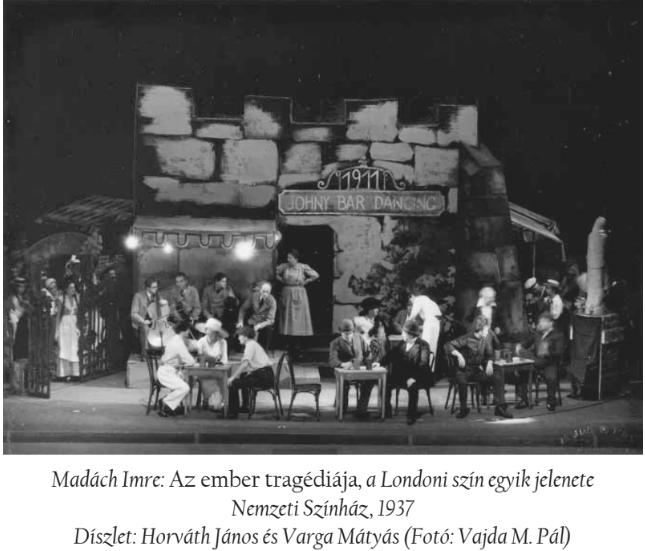 1911
JOHNY BAR DANCING
Madách Imre: Az ember tragédiája, a Londoni szín egyik jelenete
Nemzeti Színház, 1937
Díszlet: Horváth János és Varga Mátyás (Fotó: Vajda M. Pál)